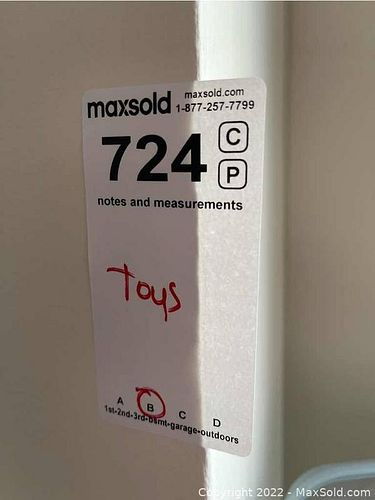 maxsold maxsold.com
1-877-257-7799
724 C
P
notes and measurements
toys
A B C D
1st-2nd-3rd-bsmt-garage-outdoors
Copyright 2022 - MaxSold.com